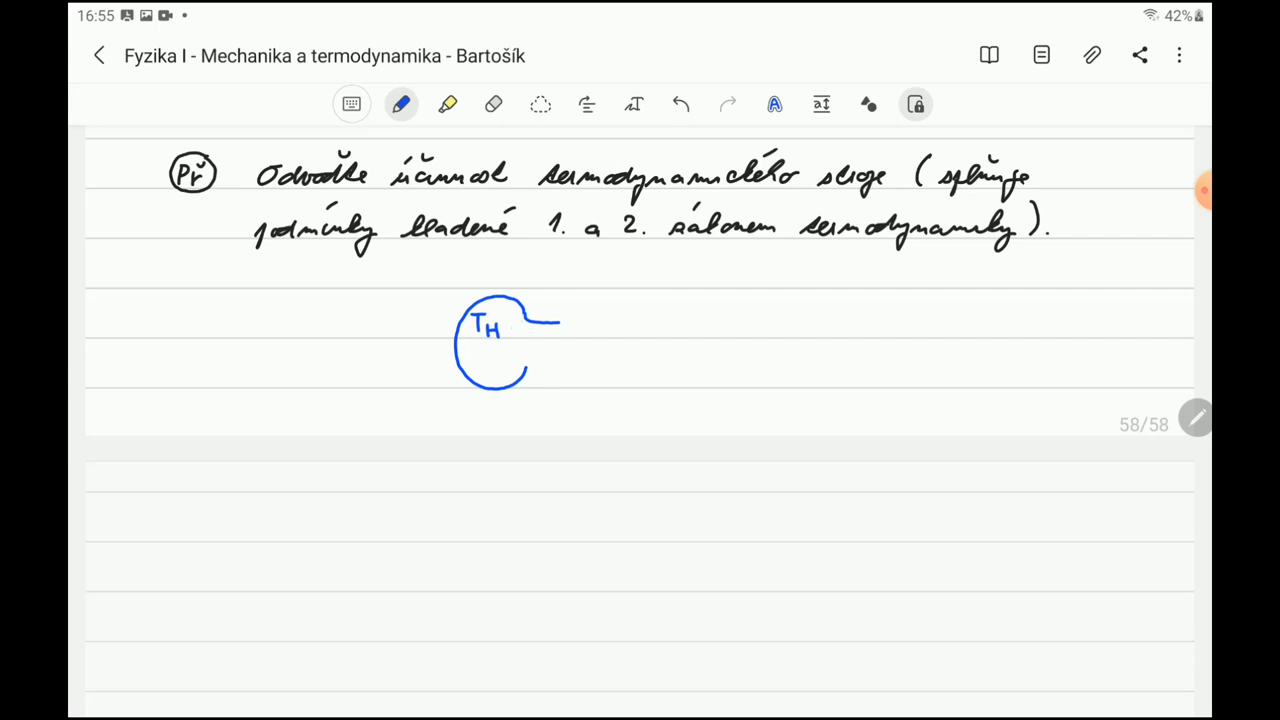 16:55
42%
Fyzika I - Mechanika a termodynamika - Bartošík
Př Odvoďte účinnost termodynamického stroje (splňuje
podmínky kladené 1. a 2. zákonem termodynamiky).
TH
58/58